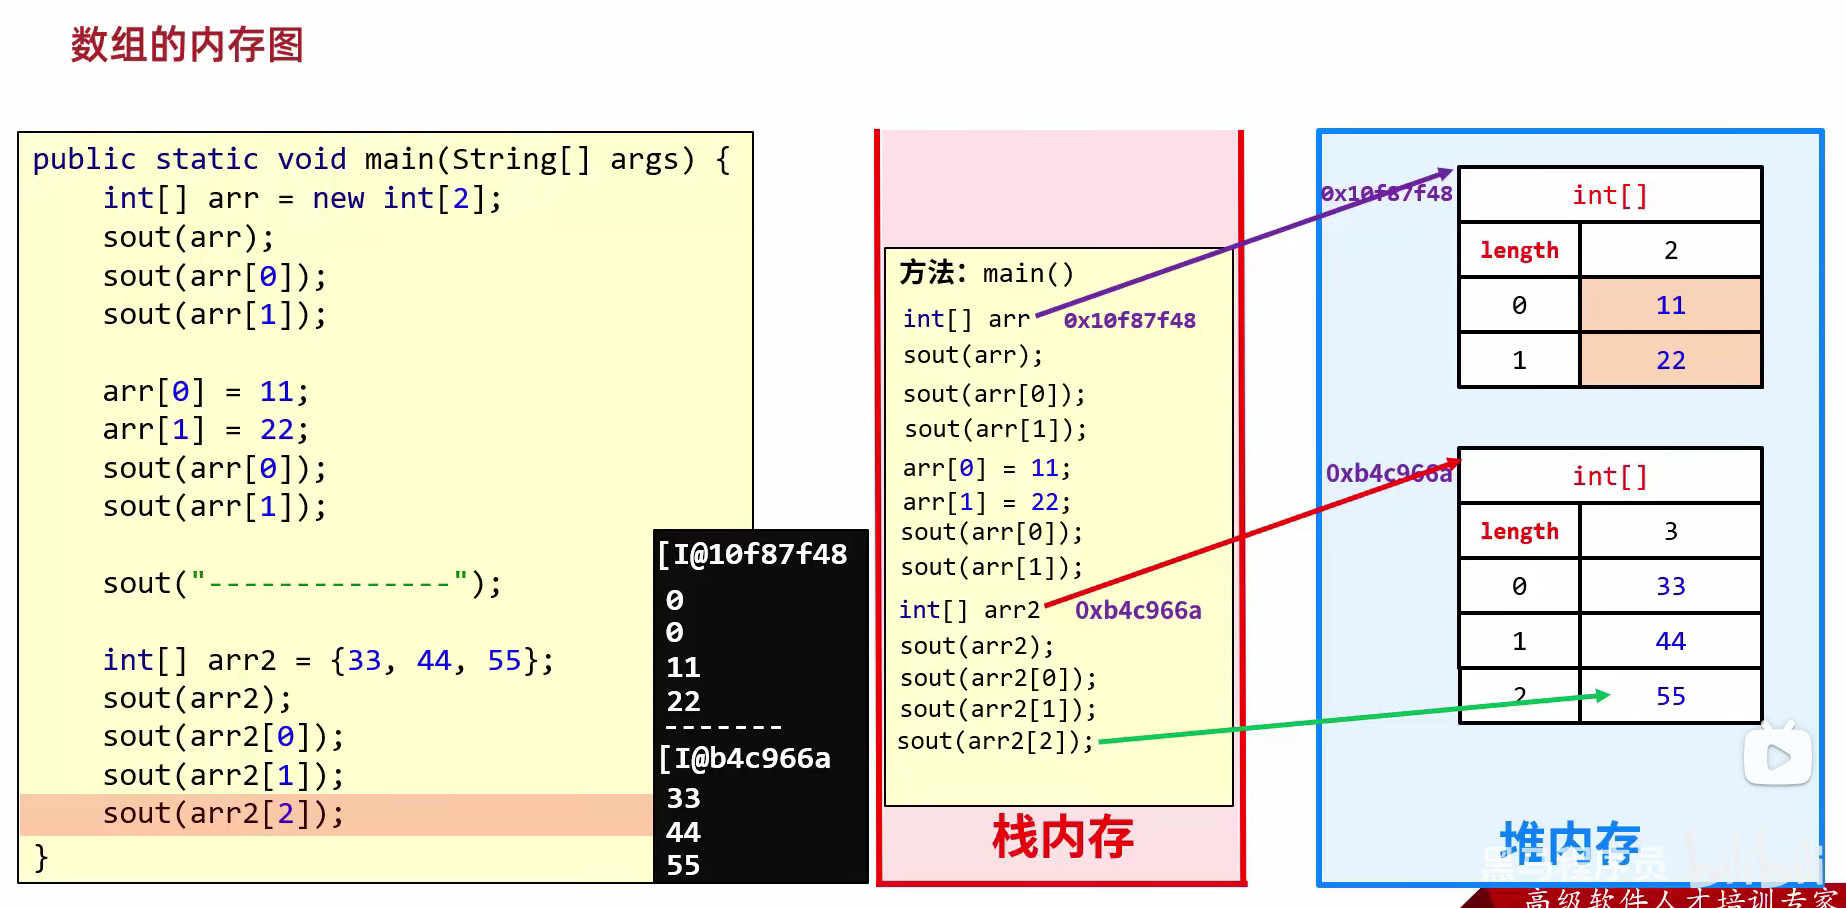 数组的内存图
public static void main(String[] args) {
int[] arr = new int[2];
sout(arr);
sout(arr[0]);
sout(arr[1]);
arr[0] = 11;
arr[1] = 22;
sout(arr[0]);
sout(arr[1]);
sout("--------------");
int[] arr2 = {33, 44, 55};
sout(arr2);
sout(arr2[0]);
sout(arr2[1]);
sout(arr2[2]);
}
[I@10f87f48
0
0
11
22
-------
[I@b4c966a
33
44
55
方法：main()
int[] arr 0x10f87f48
sout(arr);
sout(arr[0]);
sout(arr[1]);
arr[0] = 11;
arr[1] = 22;
sout(arr[0]);
sout(arr[1]);
int[] arr2 0xb4c966a
sout(arr2);
sout(arr2[0]);
sout(arr2[1]);
sout(arr2[2]);
栈内存
0x10f87f48 int[]
length 2
0 11
1 22
0xb4c966a int[]
length 3
0 33
1 44
2 55
堆内存
黑马程序员 bilibili
高级软件人才培训专家